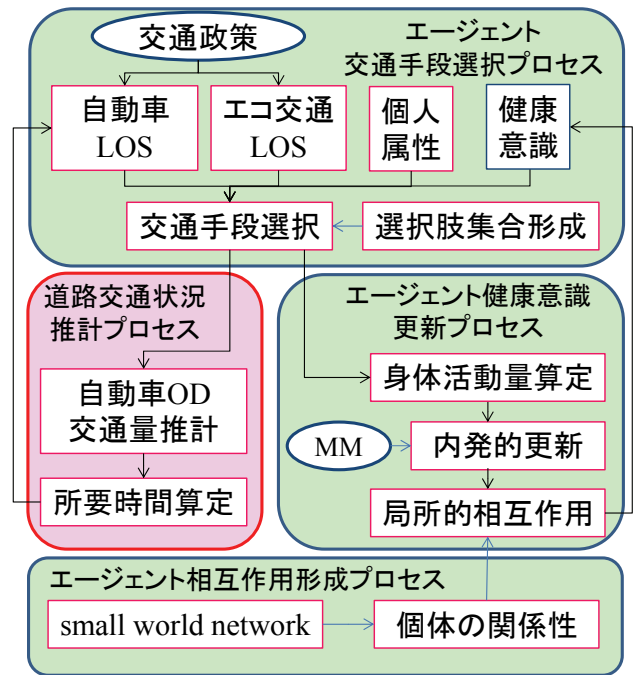 交通政策
エージェント
交通手段選択プロセス
自動車
LOS
エコ交通
LOS
個人
属性
健康
意識
交通手段選択
選択肢集合形成
道路交通状況
推計プロセス
自動車OD
交通量推計
所要時間算定
エージェント健康意識
更新プロセス
身体活動量算定
MM
内発的更新
局所的相互作用
エージェント相互作用形成プロセス
small world network
個体の関係性